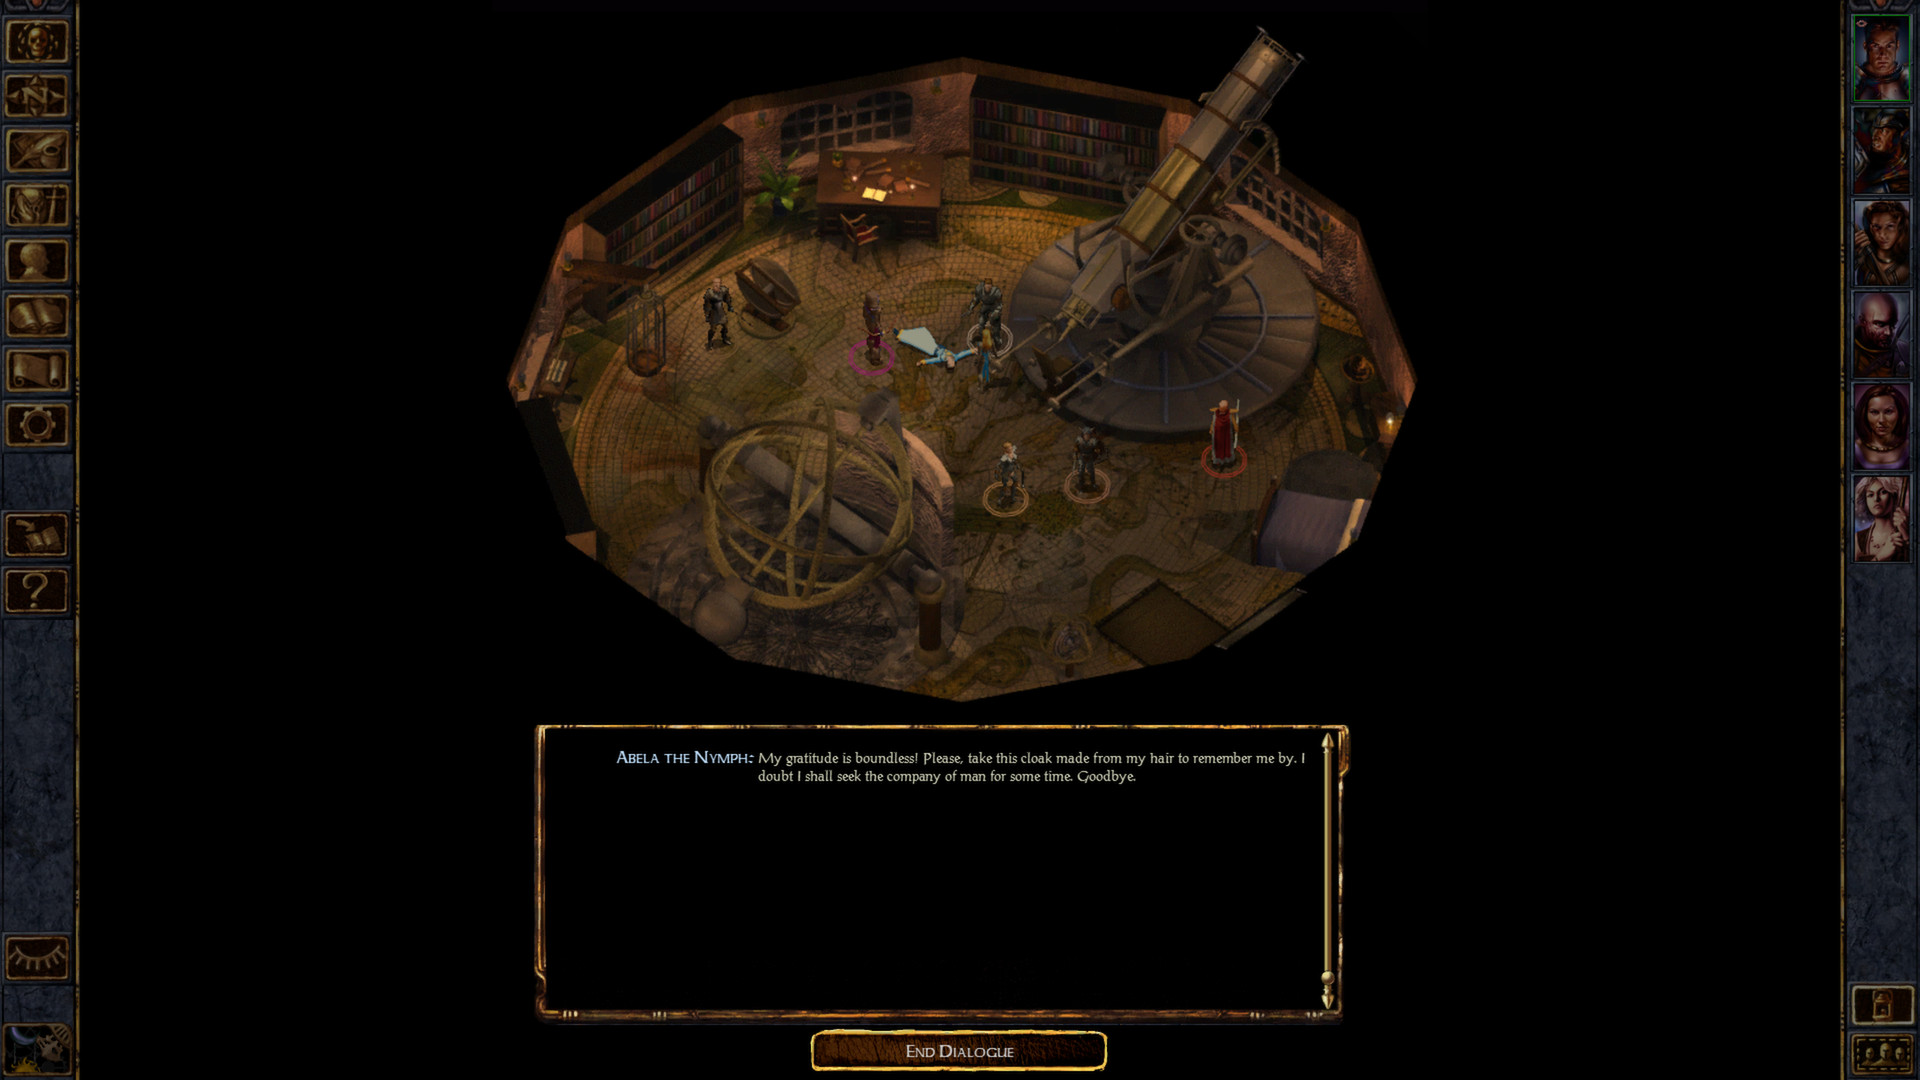 Abela the Nymph: My gratitude is boundless! Please, take this cloak made from my hair to remember me by. I
doubt I shall seek the company of man for some time. Goodbye.
End Dialogue